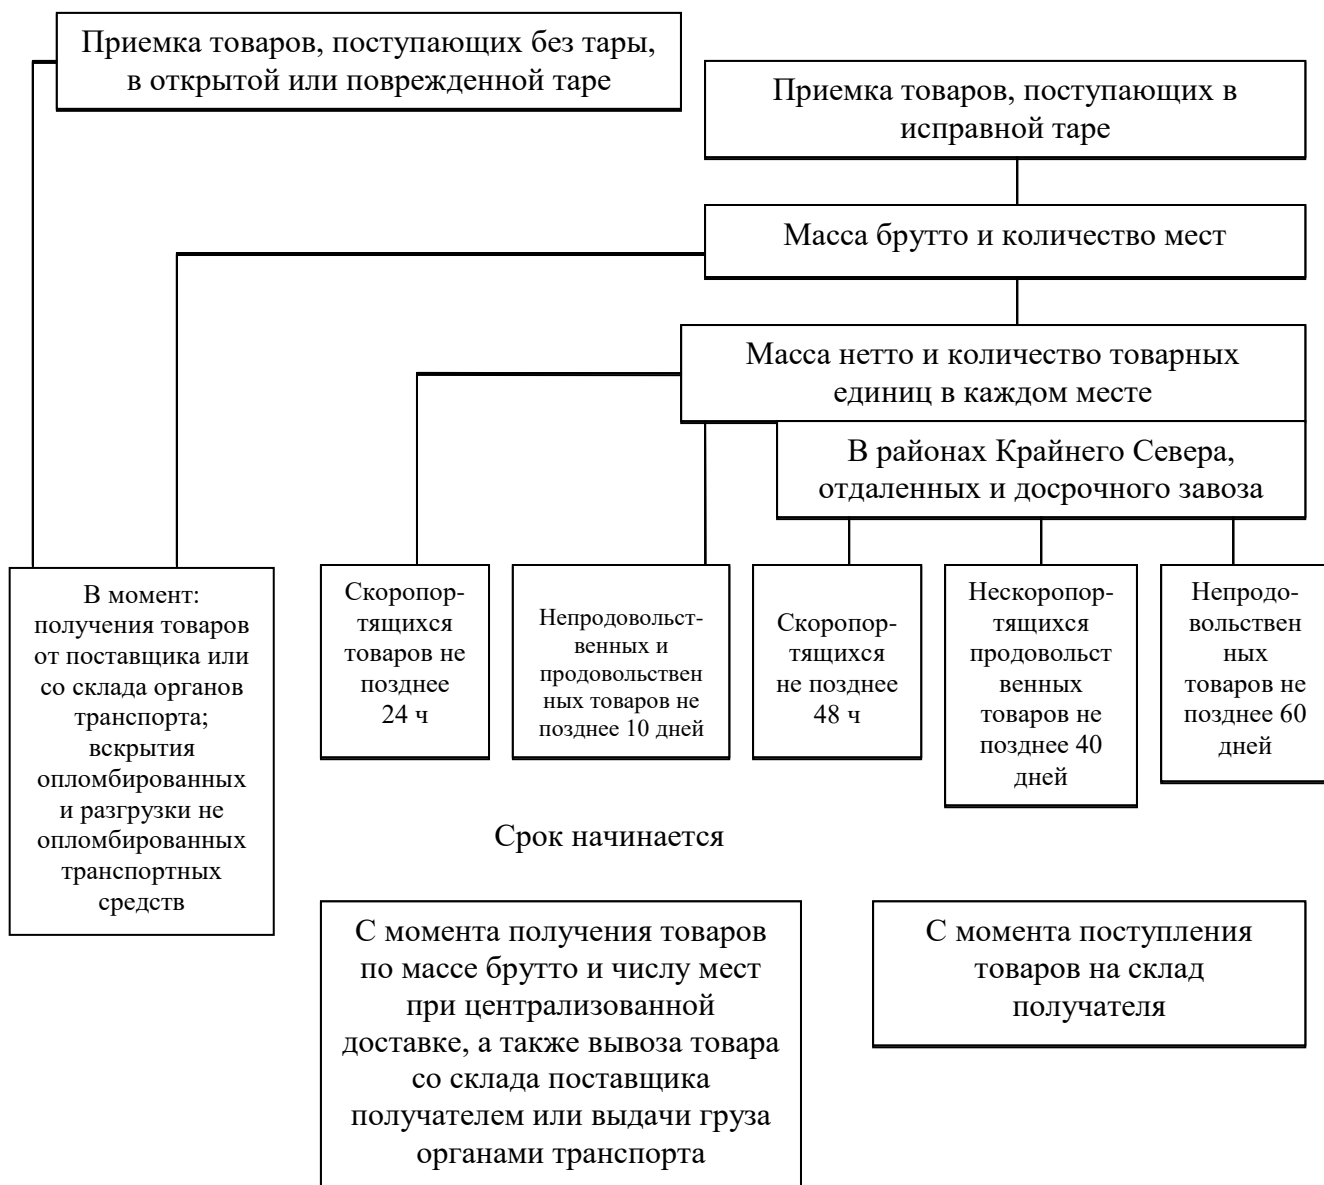 Приемка товаров, поступающих без тары,
в открытой или поврежденной таре
Приемка товаров, поступающих в
исправной таре
Масса брутто и количество мест
Масса нетто и количество товарных
единиц в каждом месте
В районах Крайнего Севера,
отдаленных и досрочного завоза
В момент:
получения товаров
от поставщика или
со склада органов
транспорта;
вскрытия
опломбированных
и разгрузки не
опломбированных
транспортных
средств
Скоропор-
тящихся
товаров не
позднее
24 ч
Непродовольст-
венных и
продовольствен
ных товаров не
позднее 10 дней
Скоропор-
тящихся
не позднее
48 ч
Нескоропор-
тящихся
продовольст
венных
товаров не
позднее 40
дней
Непродо-
вольствен
ных
товаров не
позднее 60
дней
Срок начинается
С момента получения товаров
по массе брутто и числу мест
при централизованной
доставке, а также вывоза товара
со склада поставщика
получателем или выдачи груза
органами транспорта
С момента поступления
товаров на склад
получателя